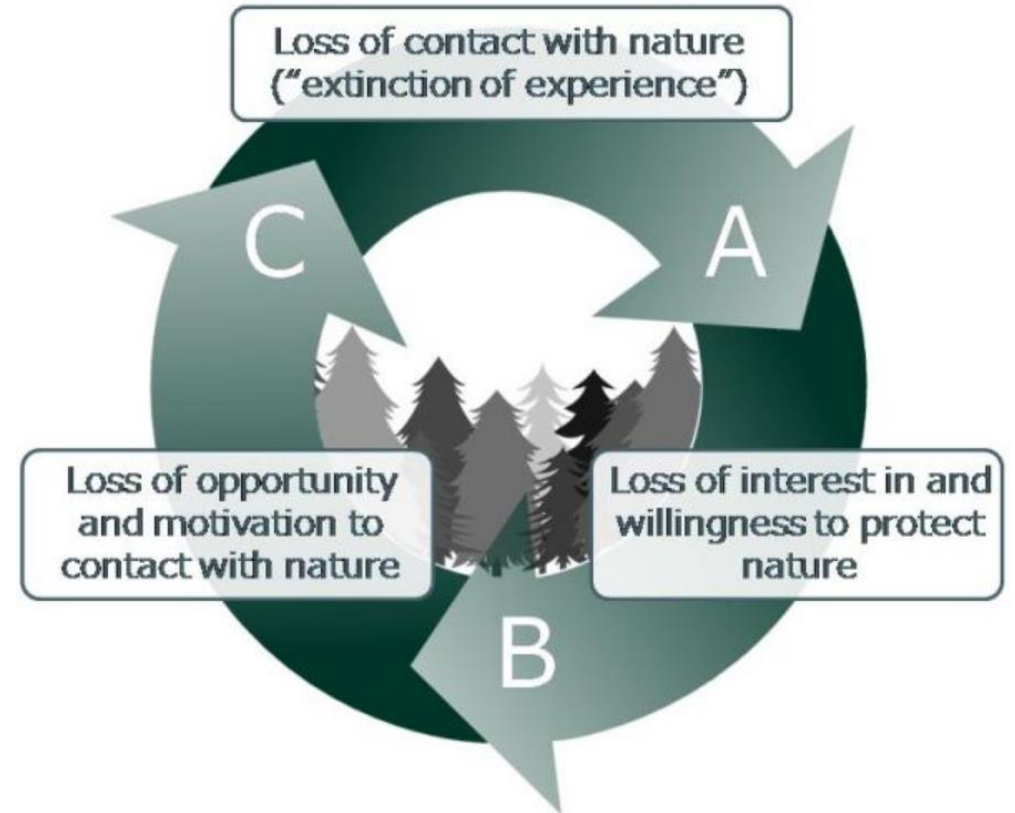 Loss of contact with nature
("extinction of experience")
C
A
Loss of opportunity
and motivation to
contact with nature
Loss of interest in and
willingness to protect
nature
B